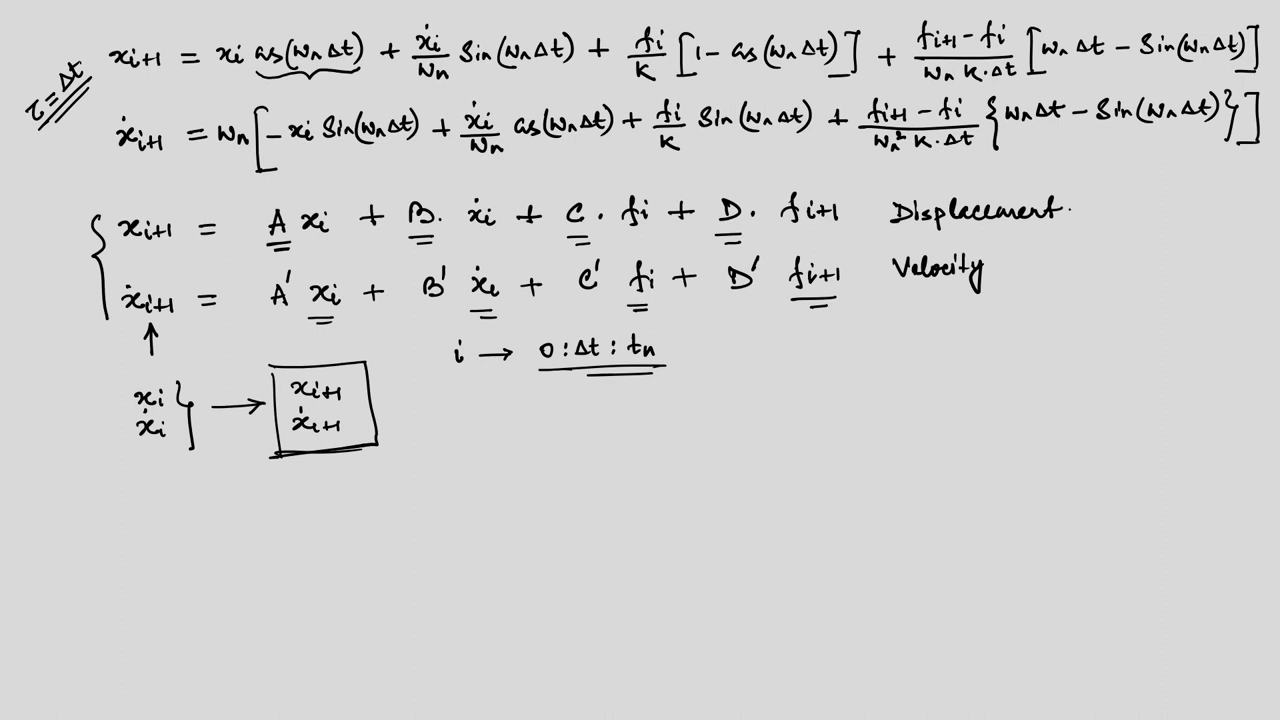 τ = Δt
xᵢ₊₁ = xᵢ cos(ωₙΔt) + ẋᵢ/ωₙ Sin(ωₙΔt) + fᵢ/K [1 - cos(ωₙΔt)] + (fᵢ₊₁ - fᵢ)/(ωₙ K·Δt) [ωₙΔt - Sin(ωₙΔt)]
ẋᵢ₊₁ = ωₙ[-xᵢ Sin(ωₙΔt) + ẋᵢ/ωₙ cos(ωₙΔt) + fᵢ/K Sin(ωₙΔt) + (fᵢ₊₁ - fᵢ)/(ωₙ² K·Δt) {ωₙΔt - Sin(ωₙΔt)}]
xᵢ₊₁ = A xᵢ + B. ẋᵢ + C. fᵢ + D. fᵢ₊₁ Displacement.
ẋᵢ₊₁ = A' xᵢ + B' ẋᵢ + C' fᵢ + D' fᵢ₊₁ Velocity
i → 0 : Δt : tₙ
xᵢ
ẋᵢ } →
xᵢ₊₁
ẋᵢ₊₁